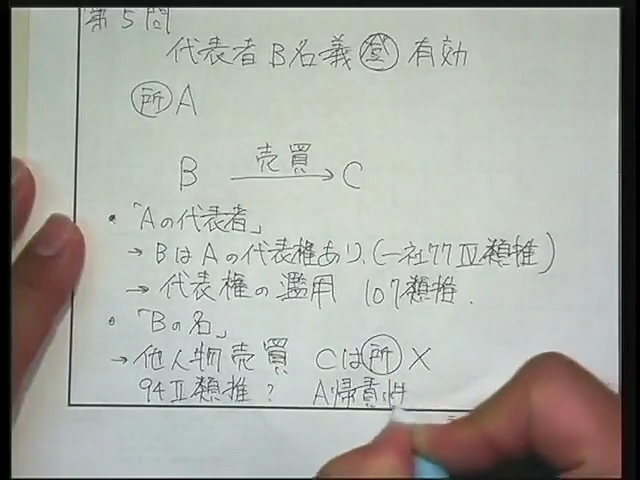 第5問
代表者B名義登有効
所A
売買
B → C
・「Aの代表者」
→BはAの代表権あり、(一社77Ⅳ類推)
→代表権の濫用 107類推.
・「Bの名」
→他人物売買 Cは所X
94Ⅱ類推? A帰責性